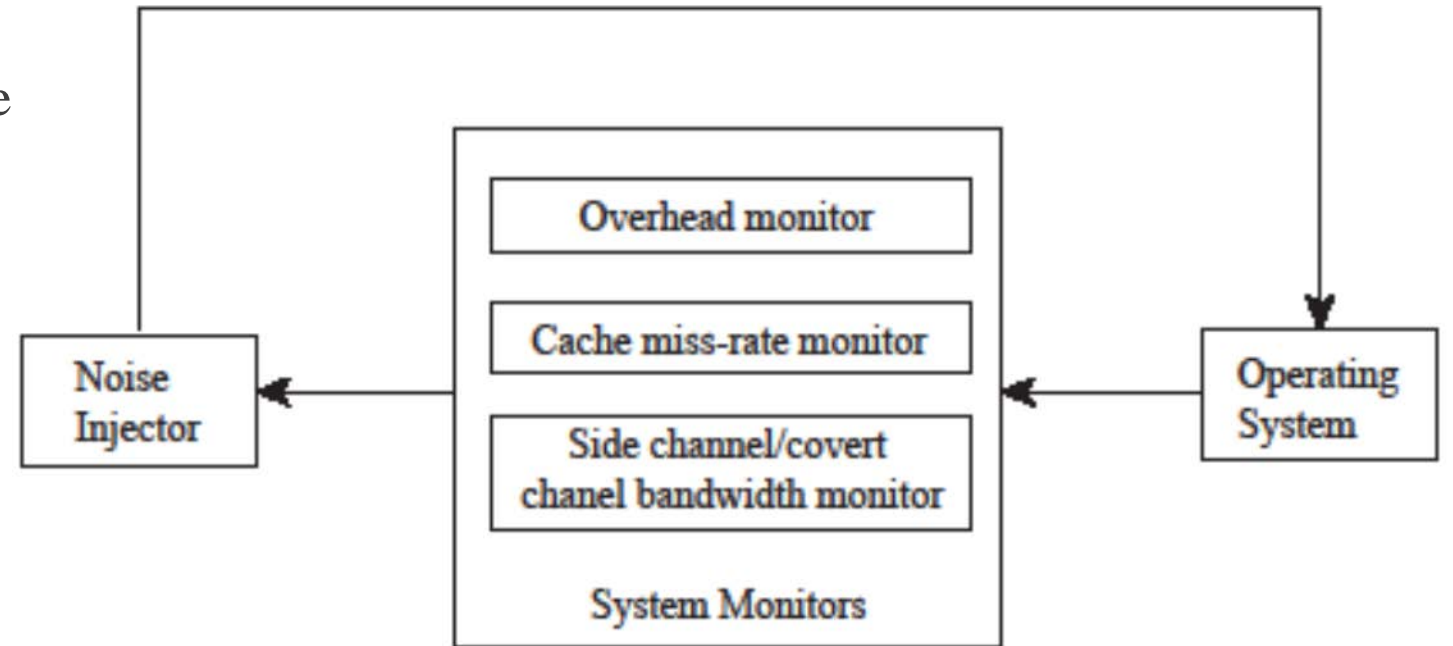 e
Overhead monitor
Cache miss-rate monitor
Side channel/covert
chanel bandwidth monitor
System Monitors
Noise
Injector
Operating
System